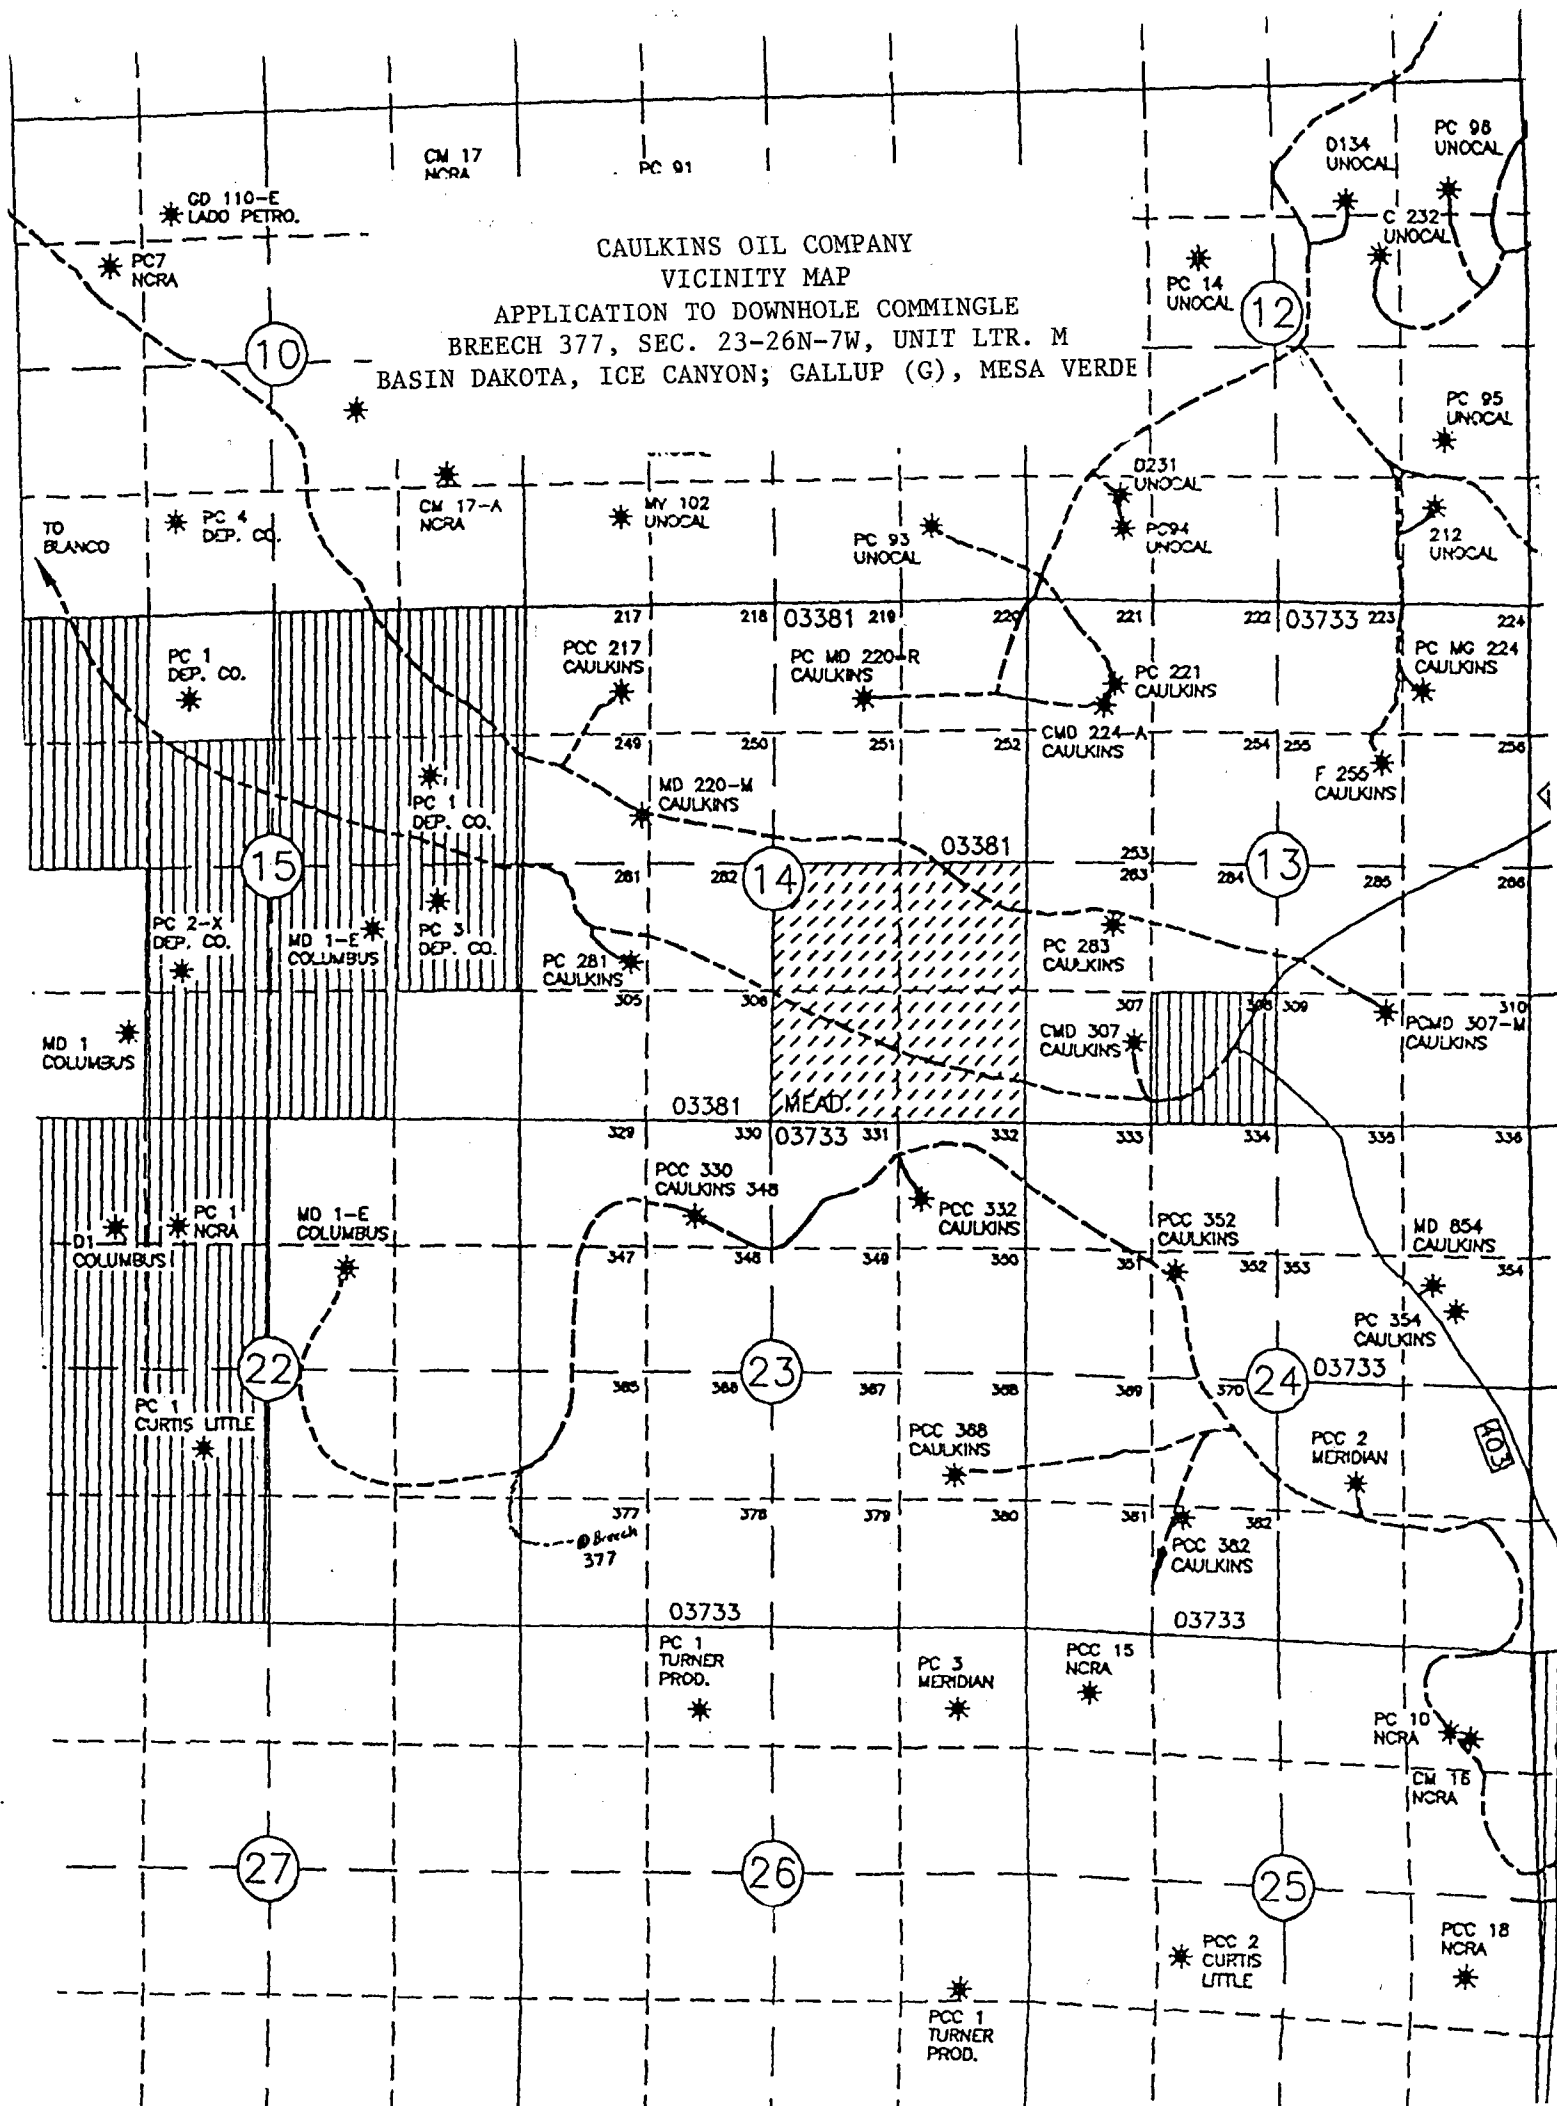 CM 17
NCRA
PC 91
D134
UNOCAL
PC 98
UNOCAL
GD 110-E
LADO PETRO.
C 232
UNOCAL
PC7
NCRA
CAULKINS OIL COMPANY
VICINITY MAP
APPLICATION TO DOWNHOLE COMMINGLE
BREECH 377, SEC. 23-26N-7W, UNIT LTR. M
BASIN DAKOTA, ICE CANYON; GALLUP (G), MESA VERDE
PC 14
UNOCAL
12
10
PC 95
UNOCAL
D231
UNOCAL
CM 17-A
NCRA
MV 102
UNOCAL
TO
BLANCO
PC 4
DEP. CO.
PC 93
UNOCAL
PC94
UNOCAL
212
UNOCAL
217
218
03381
219
220
221
222
03733
223
224
PC 1
DEP. CO.
PCC 217
CAULKINS
PC MD 220-R
CAULKINS
PC 221
CAULKINS
PC MG 224
CAULKINS
249
250
251
252
CMD 224-A
CAULKINS
254
255
256
PC 1
DEP. CO.
MD 220-M
CAULKINS
F 255
CAULKINS
15
281
282
14
03381
253
283
284
13
285
286
PC 2-X
DEP. CO.
MD 1-E
COLUMBUS
PC 3
DEP. CO.
PC 281
CAULKINS
PC 283
CAULKINS
305
306
307
308
309
310
MD 1
COLUMBUS
CMD 307
CAULKINS
PCMD 307-M
CAULKINS
03381
MEAD.
329
330
03733
331
332
333
334
335
336
PCC 330
CAULKINS 348
PCC 332
CAULKINS
PCC 352
CAULKINS
MD 854
CAULKINS
D1
COLUMBUS
PC 1
NCRA
MD 1-E
COLUMBUS
347
348
349
350
351
352
353
354
PC 354
CAULKINS
22
365
366
23
367
368
369
370
24
03733
PC 1
CURTIS LITTLE
PCC 368
CAULKINS
PCC 2
MERIDIAN
403
377
378
379
380
381
382
Breech
377
PCC 382
CAULKINS
03733
03733
PC 1
TURNER
PROD.
PC 3
MERIDIAN
PCC 15
NCRA
PC 10
NCRA
CM 16
NCRA
27
26
25
PCC 2
CURTIS
LITTLE
PCC 18
NCRA
PCC 1
TURNER
PROD.